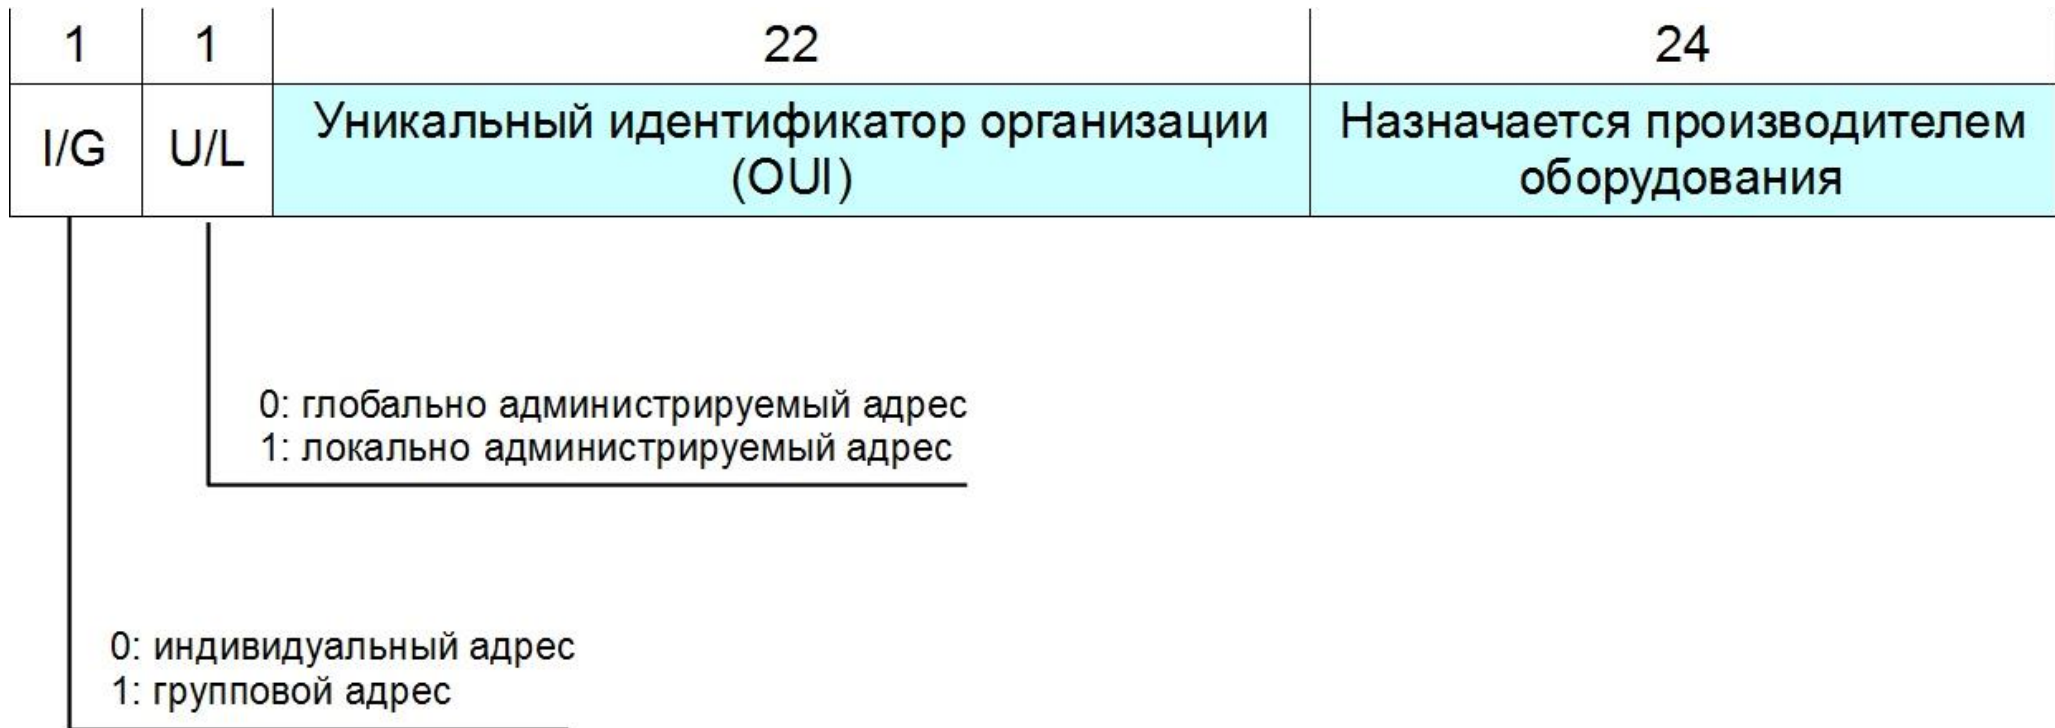 1 1 22 24
I/G U/L Уникальный идентификатор организации Назначается производителем
(OUI) оборудования
0: глобально администрируемый адрес
1: локально администрируемый адрес
0: индивидуальный адрес
1: групповой адрес